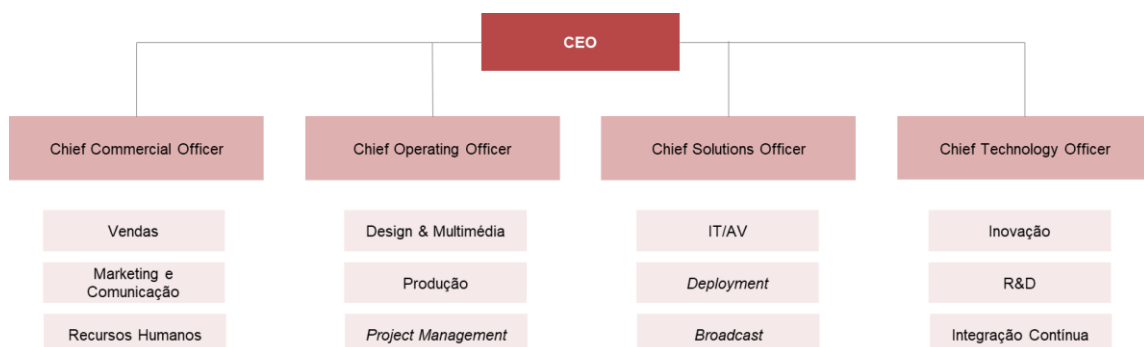 CEO
Chief Commercial Officer
Chief Operating Officer
Chief Solutions Officer
Chief Technology Officer
Vendas
Design & Multimédia
IT/AV
Inovação
Marketing e
Comunicação
Produção
Deployment
R&D
Recursos Humanos
Project Management
Broadcast
Integração Contínua